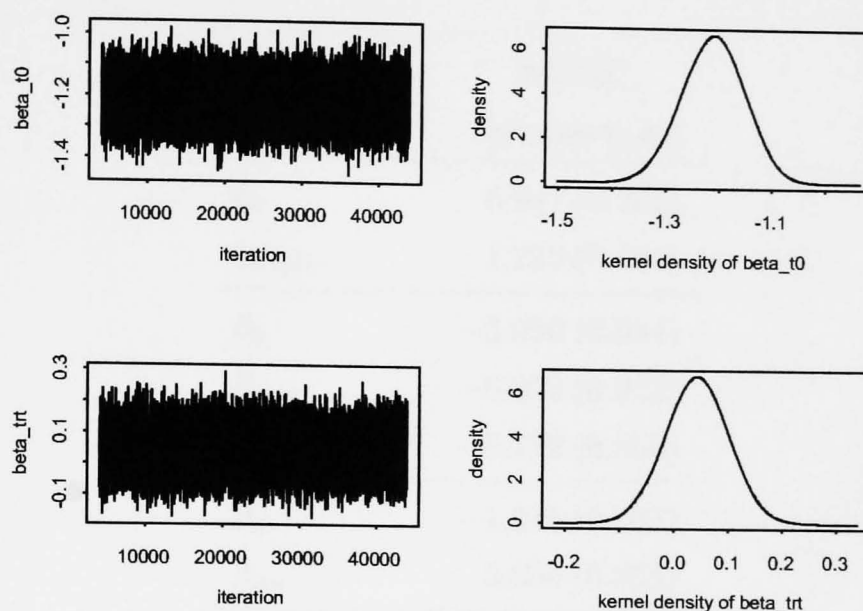 -1.0
-1.2
-1.4
beta_t0
10000 20000 30000 40000
iteration
6
4
2
0
density
-1.5 -1.3 -1.1
kernel density of beta_t0
0.3
0.1
-0.1
beta_trt
10000 20000 30000 40000
iteration
6
4
2
0
density
-0.2 0.0 0.1 0.2 0.3
kernel density of beta_trt